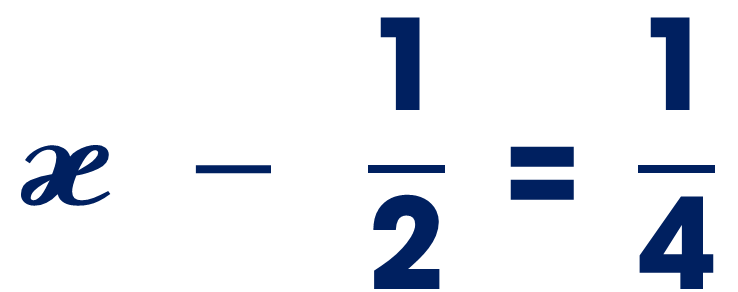 æ − 1/2 = 1/4